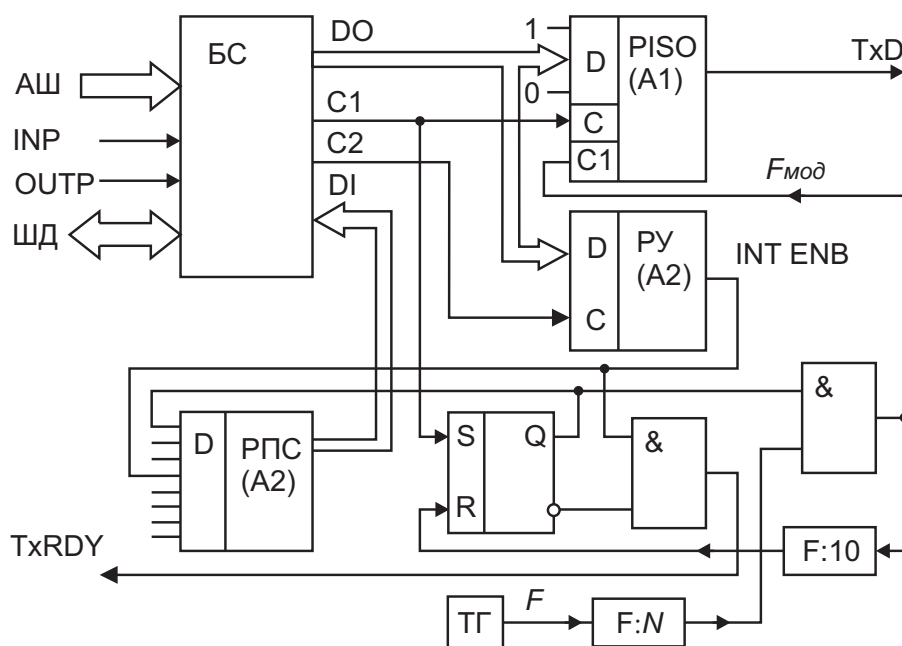 БС
DO
1
D
0
PISO
(A1)
TxD
АШ
C1
C
INP
C2
C1
OUTP
DI
Fмод
ШД
D
РУ
(A2)
INT ENB
C
&
D
РПС
(A2)
S
Q
&
R
TxRDY
F:10
ТГ
F
F:N